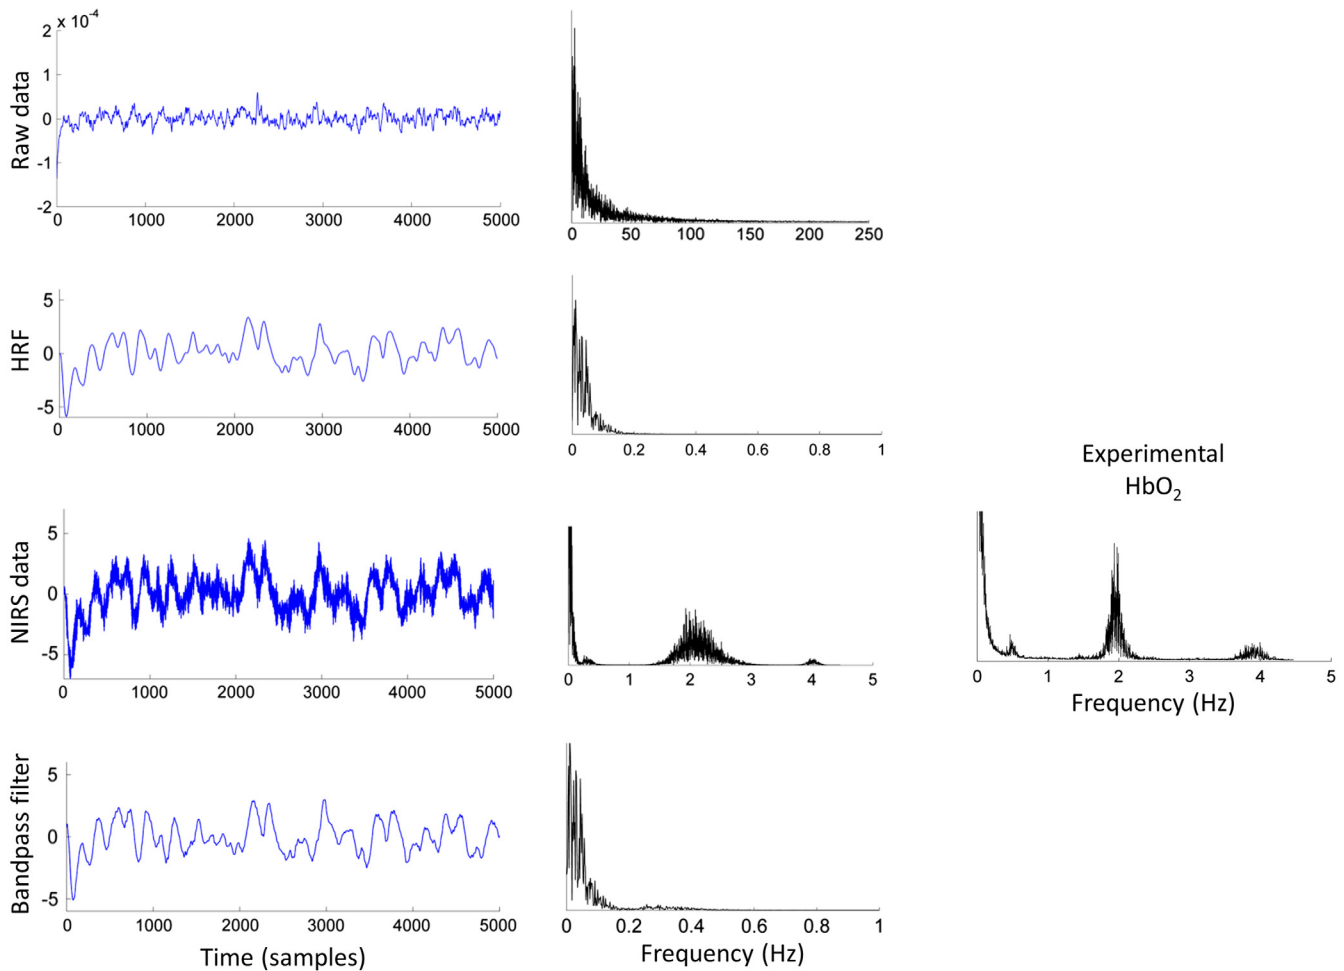 x 10-4
2
1
0
-1
-2
0 1000 2000 3000 4000 5000
Raw data
0 50 100 150 200 250
5
0
-5
0 1000 2000 3000 4000 5000
HRF
0 0.2 0.4 0.6 0.8 1
5
0
-5
0 1000 2000 3000 4000 5000
NIRS data
0 1 2 3 4 5
Experimental
HbO2
0 1 2 3 4 5
Frequency (Hz)
5
0
-5
0 1000 2000 3000 4000 5000
Bandpass filter
Time (samples)
0 0.2 0.4 0.6 0.8 1
Frequency (Hz)